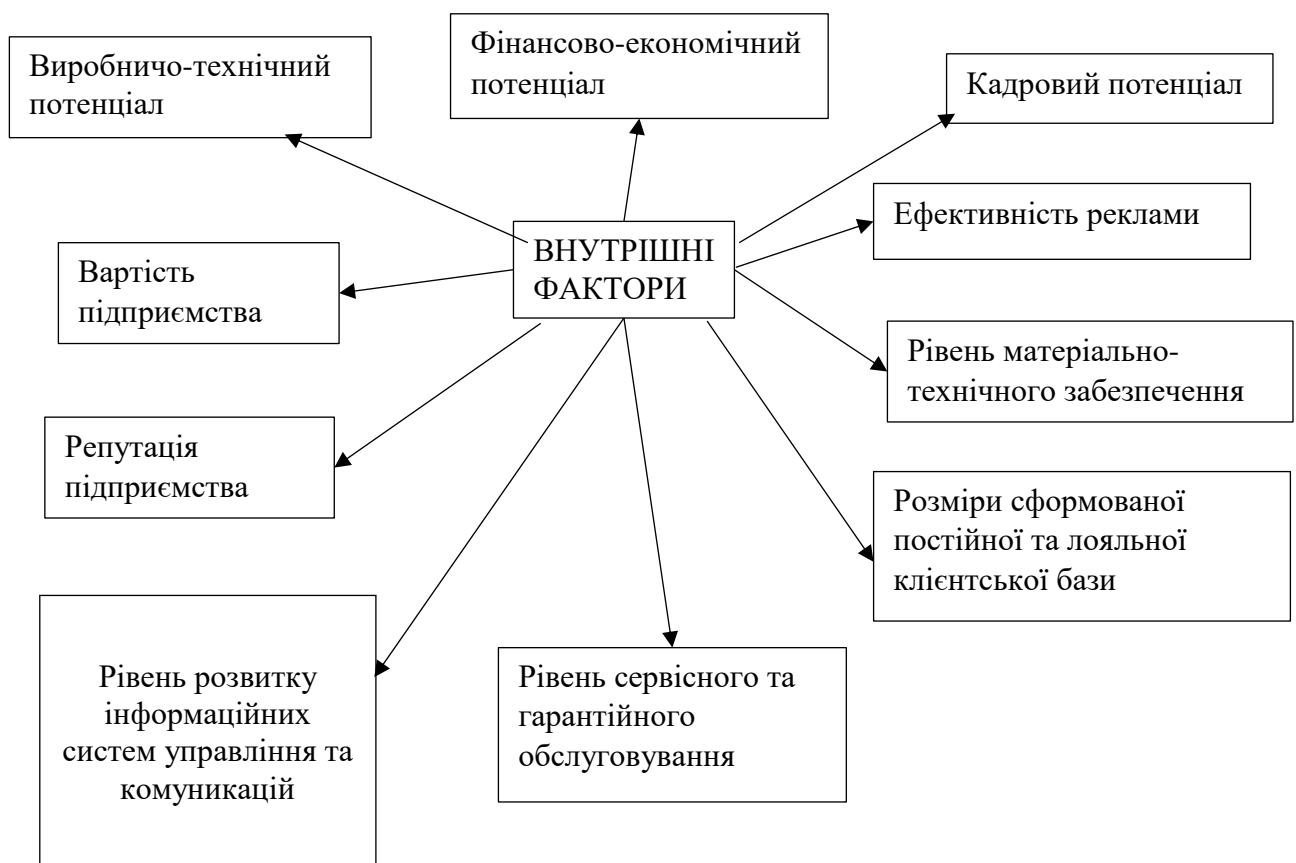 Виробничо-технічний
потенціал
Фінансово-економічний
потенціал
Кадровий потенціал
Ефективність реклами
ВНУТРІШНІ
ФАКТОРИ
Вартість
підприємства
Рівень матеріально-
технічного забезпечення
Репутація
підприємства
Розміри сформованої
постійної та лояльної
клієнтської бази
Рівень розвитку
інформаційних
систем управління та
комуникацій
Рівень сервісного та
гарантійного
обслуговування